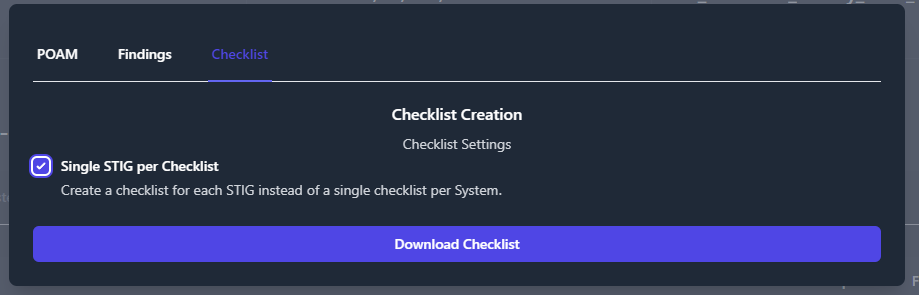 POAM
Findings
Checklist
Checklist Creation
Checklist Settings
Single STIG per Checklist
Create a checklist for each STIG instead of a single checklist per System.
Download Checklist